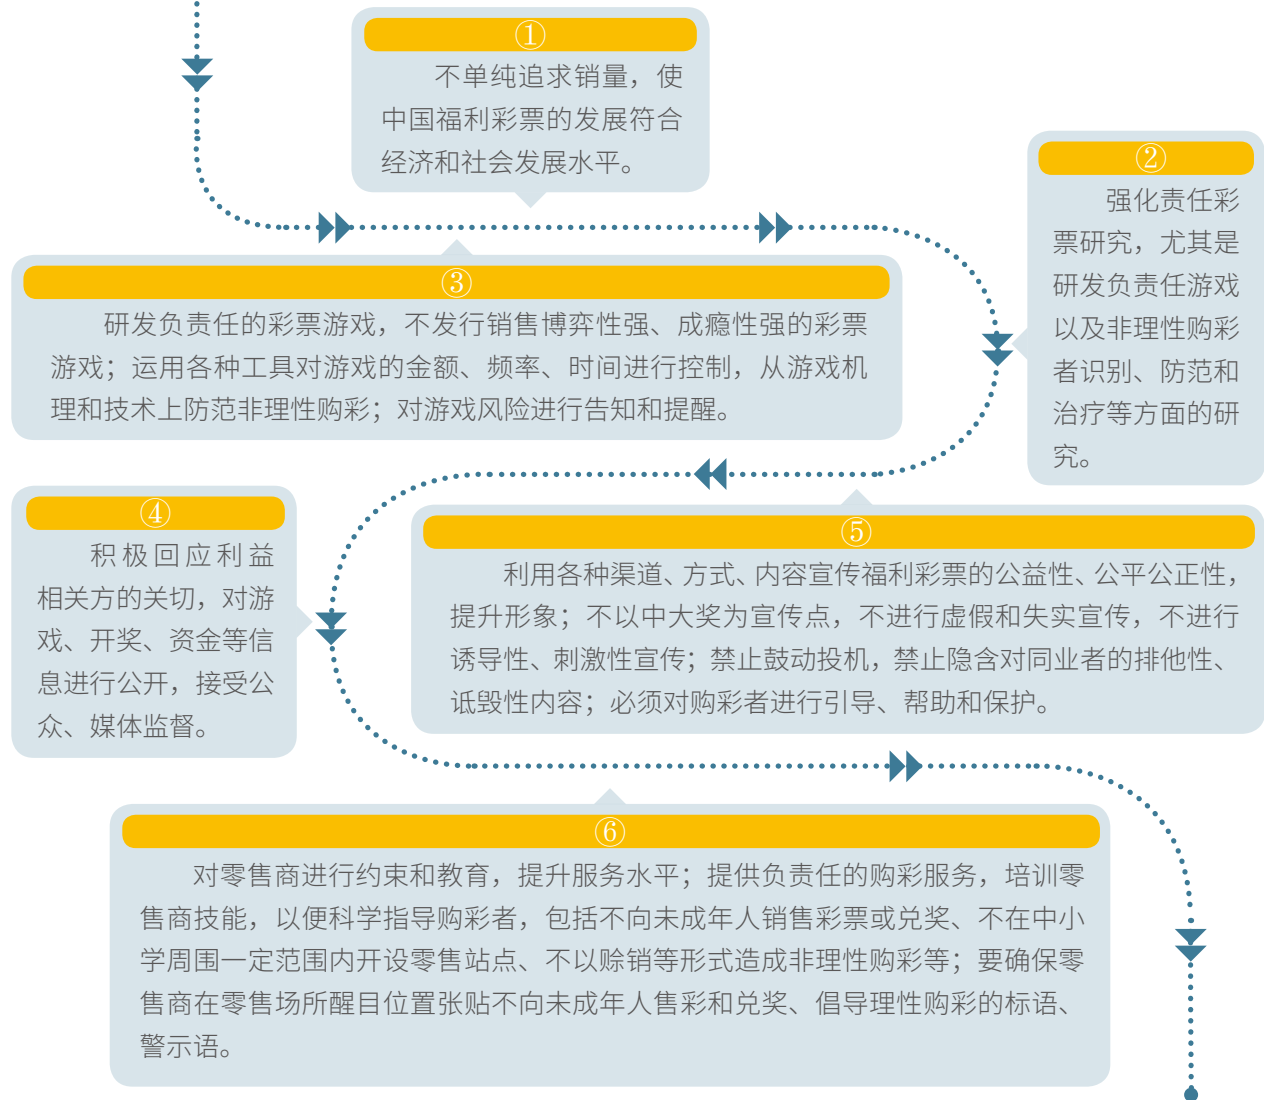 ①
不单纯追求销量，使
中国福利彩票的发展符合
经济和社会发展水平。
②
强化责任彩
票研究，尤其是
研发负责任游戏
以及非理性购彩
者识别、防范和
治疗等方面的研
究。
③
研发负责任的彩票游戏，不发行销售博弈性强、成瘾性强的彩票
游戏；运用各种工具对游戏的金额、频率、时间进行控制，从游戏机
理和技术上防范非理性购彩；对游戏风险进行告知和提醒。
④
积极回应利益
相关方的关切，对游
戏、开奖、资金等信
息进行公开，接受公
众、媒体监督。
⑤
利用各种渠道、方式、内容宣传福利彩票的公益性、公平公正性，
提升形象；不以中大奖为宣传点，不进行虚假和失实宣传，不进行
诱导性、刺激性宣传；禁止鼓动投机，禁止隐含对同业者的排他性、
诋毁性内容；必须对购彩者进行引导、帮助和保护。
⑥
对零售商进行约束和教育，提升服务水平；提供负责任的购彩服务，培训零
售商技能，以便科学指导购彩者，包括不向未成年人销售彩票或兑奖、不在中小
学周围一定范围内开设零售站点、不以赊销等形式造成非理性购彩等；要确保零
售商在零售场所醒目位置张贴不向未成年人售彩和兑奖、倡导理性购彩的标语、
警示语。